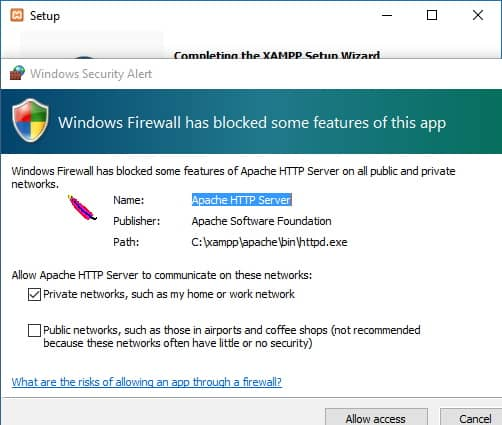 Setup
Completing the XAMPP Setup Wizard
Windows Security Alert
Windows Firewall has blocked some features of this app
Windows Firewall has blocked some features of Apache HTTP Server on all public and private
networks.
Name: Apache HTTP Server
Publisher: Apache Software Foundation
Path: C:\xampp\apache\bin\httpd.exe
Allow Apache HTTP Server to communicate on these networks:
Private networks, such as my home or work network
Public networks, such as those in airports and coffee shops (not recommended
because these networks often have little or no security)
What are the risks of allowing an app through a firewall?
Allow access Cancel